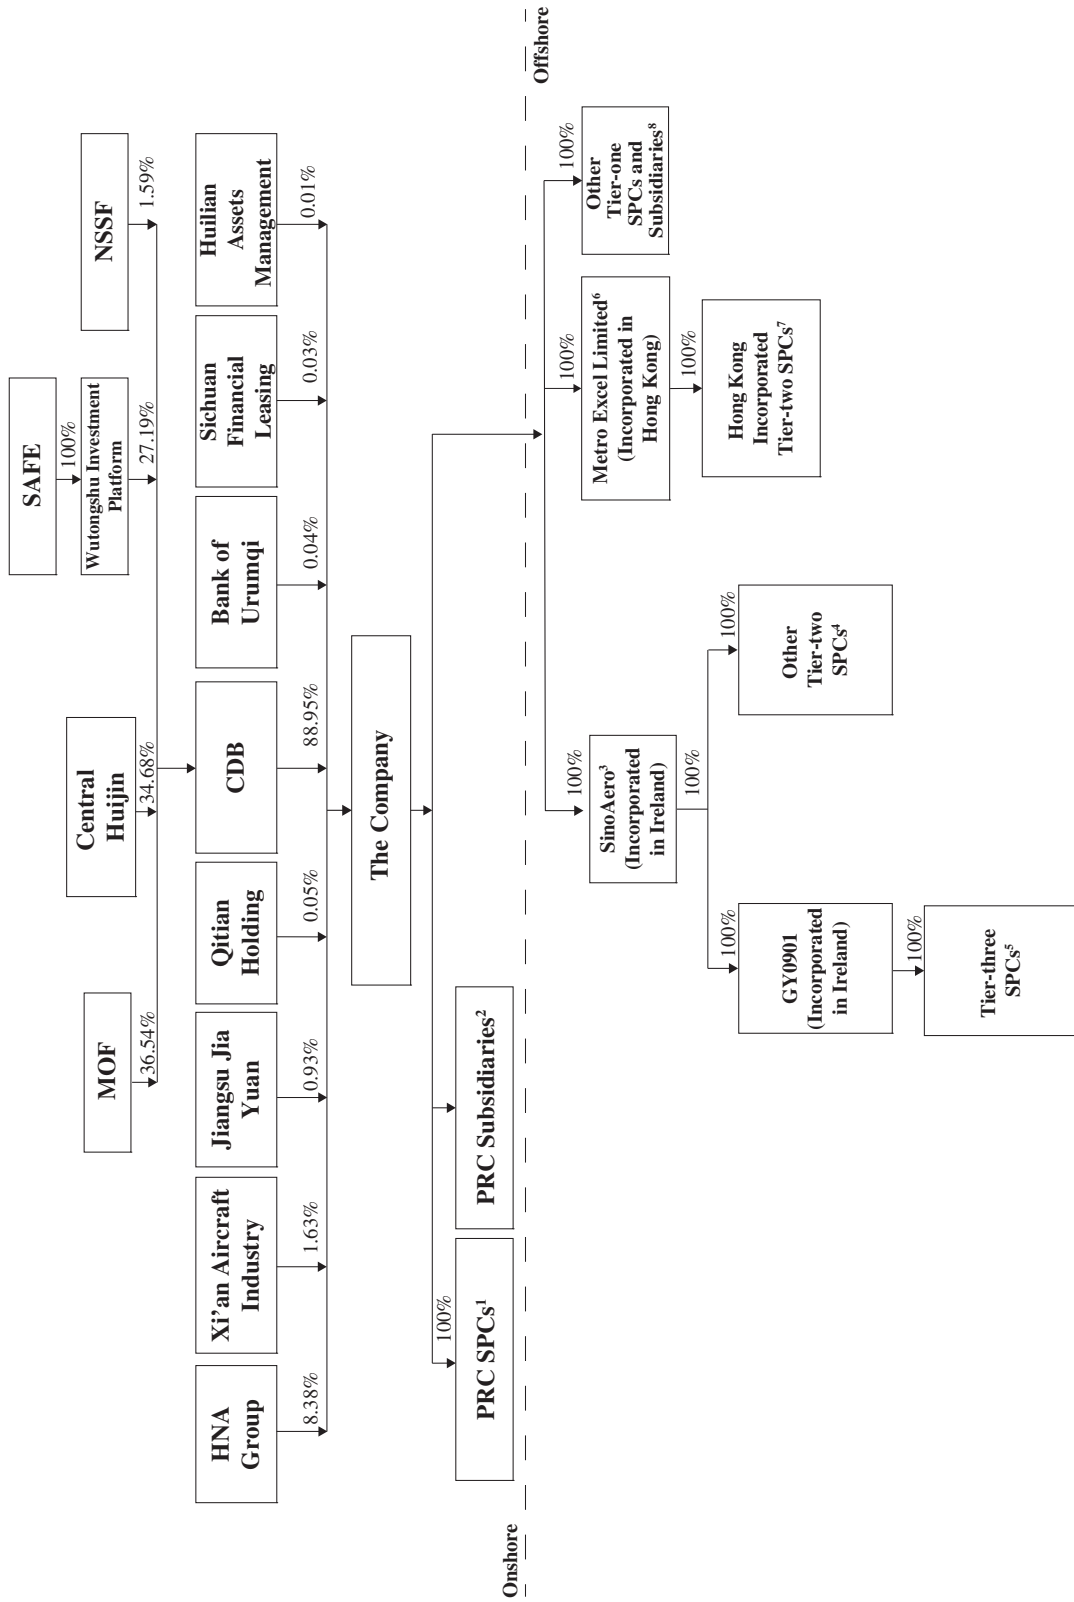 SAFE
100%
MOF
Central
Huijin
Wutongshu Investment
Platform
NSSF
36.54%
34.68%
27.19%
1.59%
HNA
Group
Xi’an Aircraft
Industry
Jiangsu Jia
Yuan
Qitian
Holding
CDB
Bank of
Urumqi
Sichuan
Financial
Leasing
Huilian
Assets
Management
8.38%
1.63%
0.93%
0.05%
88.95%
0.04%
0.03%
0.01%
The Company
100%
PRC SPCs¹
PRC Subsidiaries²
Onshore
Offshore
100%
100%
100%
SinoAero³
(Incorporated
in Ireland)
Metro Excel Limited⁶
(Incorporated in
Hong Kong)
Other
Tier-one
SPCs and
Subsidiaries⁸
100%
100%
100%
100%
GY0901
(Incorporated
in Ireland)
Other
Tier-two
SPCs⁴
Hong Kong
Incorporated
Tier-two SPCs⁷
100%
Tier-three
SPCs⁵